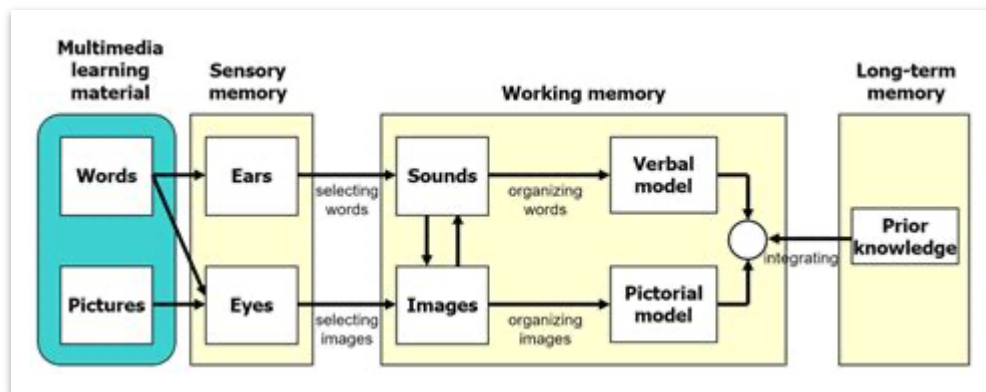 Multimedia
learning
material
Sensory
memory
Working memory
Long-term
memory
Words
Ears
selecting
words
Sounds
organizing
words
Verbal
model
Prior
knowledge
integrating
Pictures
Eyes
selecting
images
Images
organizing
images
Pictorial
model